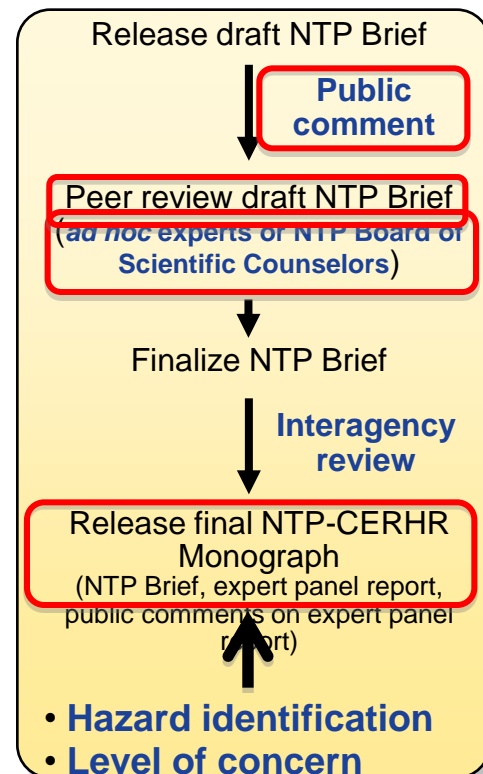 Release draft NTP Brief
Public
comment
Peer review draft NTP Brief
(ad hoc experts or NTP Board of
Scientific Counselors)
Finalize NTP Brief
Interagency
review
Release final NTP-CERHR
Monograph
(NTP Brief, expert panel report,
public comments on expert panel
report)
• Hazard identification
• Level of concern